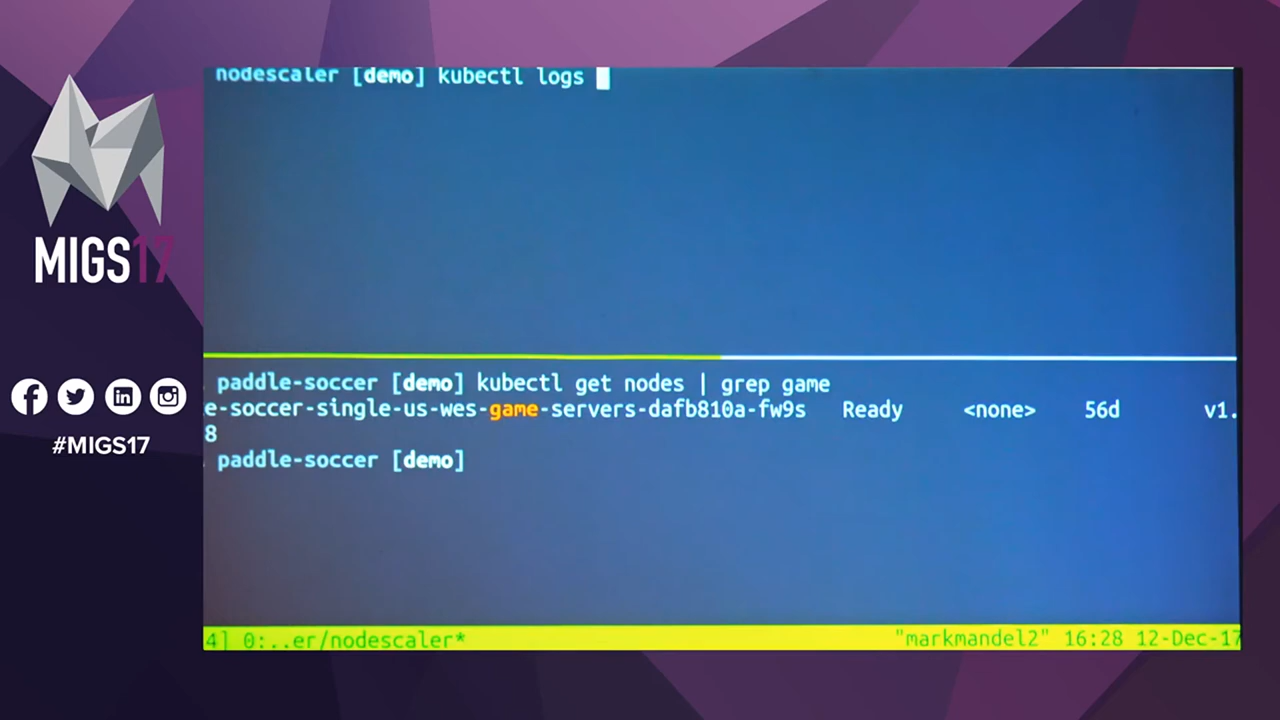 nodescaler [demo] kubectl logs
MIGS17
#MIGS17
paddle-soccer [demo] kubectl get nodes | grep game
e-soccer-single-us-wes-game-servers-dafb810a-fw9s Ready <none> 56d v1.
8
paddle-soccer [demo]
4] 0:..er/nodescaler* "markmandel2" 16:28 12-Dec-17